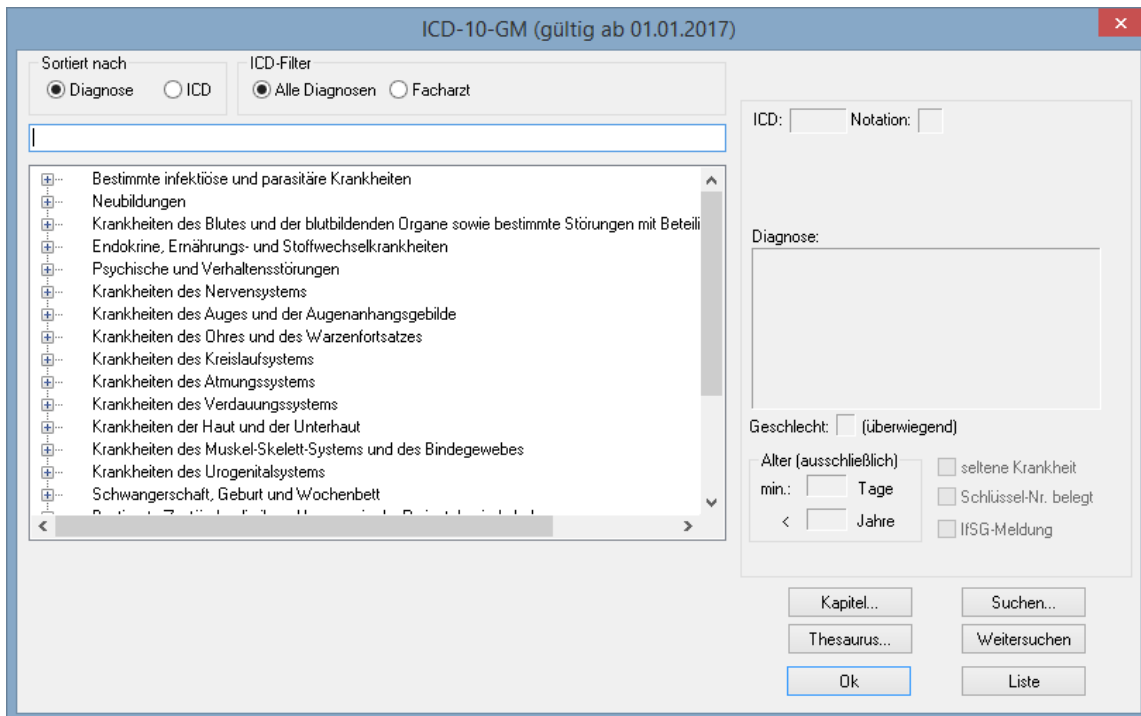 ICD-10-GM (gültig ab 01.01.2017)
Sortiert nach
Diagnose ICD
ICD-Filter
Alle Diagnosen Facharzt
Bestimmte infektiöse und parasitäre Krankheiten
Neubildungen
Krankheiten des Blutes und der blutbildenden Organe sowie bestimmte Störungen mit Beteili
Endokrine, Ernährungs- und Stoffwechselkrankheiten
Psychische und Verhaltensstörungen
Krankheiten des Nervensystems
Krankheiten des Auges und der Augenanhangsgebilde
Krankheiten des Ohres und des Warzenfortsatzes
Krankheiten des Kreislaufsystems
Krankheiten des Atmungssystems
Krankheiten des Verdauungssystems
Krankheiten der Haut und der Unterhaut
Krankheiten des Muskel-Skelett-Systems und des Bindegewebes
Krankheiten des Urogenitalsystems
Schwangerschaft, Geburt und Wochenbett
ICD: Notation:
Diagnose:
Geschlecht: (überwiegend)
Alter (ausschließlich)
min.: Tage
< Jahre
seltene Krankheit
Schlüssel-Nr. belegt
IfSG-Meldung
Kapitel... Suchen...
Thesaurus... Weitersuchen
Ok Liste